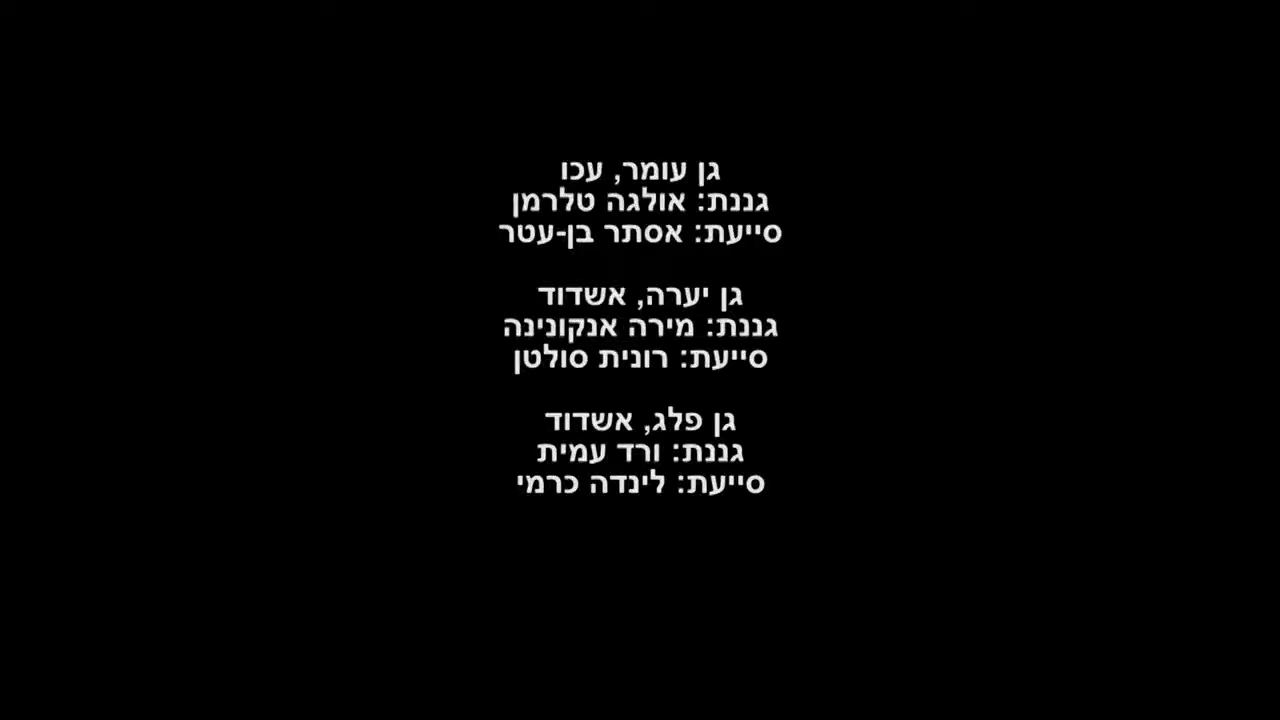 גן עומר, עכו
גננת: אולגה טלרמן
סייעת: אסתר בן-עטר
גן יערה, אשדוד
גננת: מירה אנקונינה
סייעת: רונית סולטן
גן פלג, אשדוד
גננת: ורד עמית
סייעת: לינדה כרמי